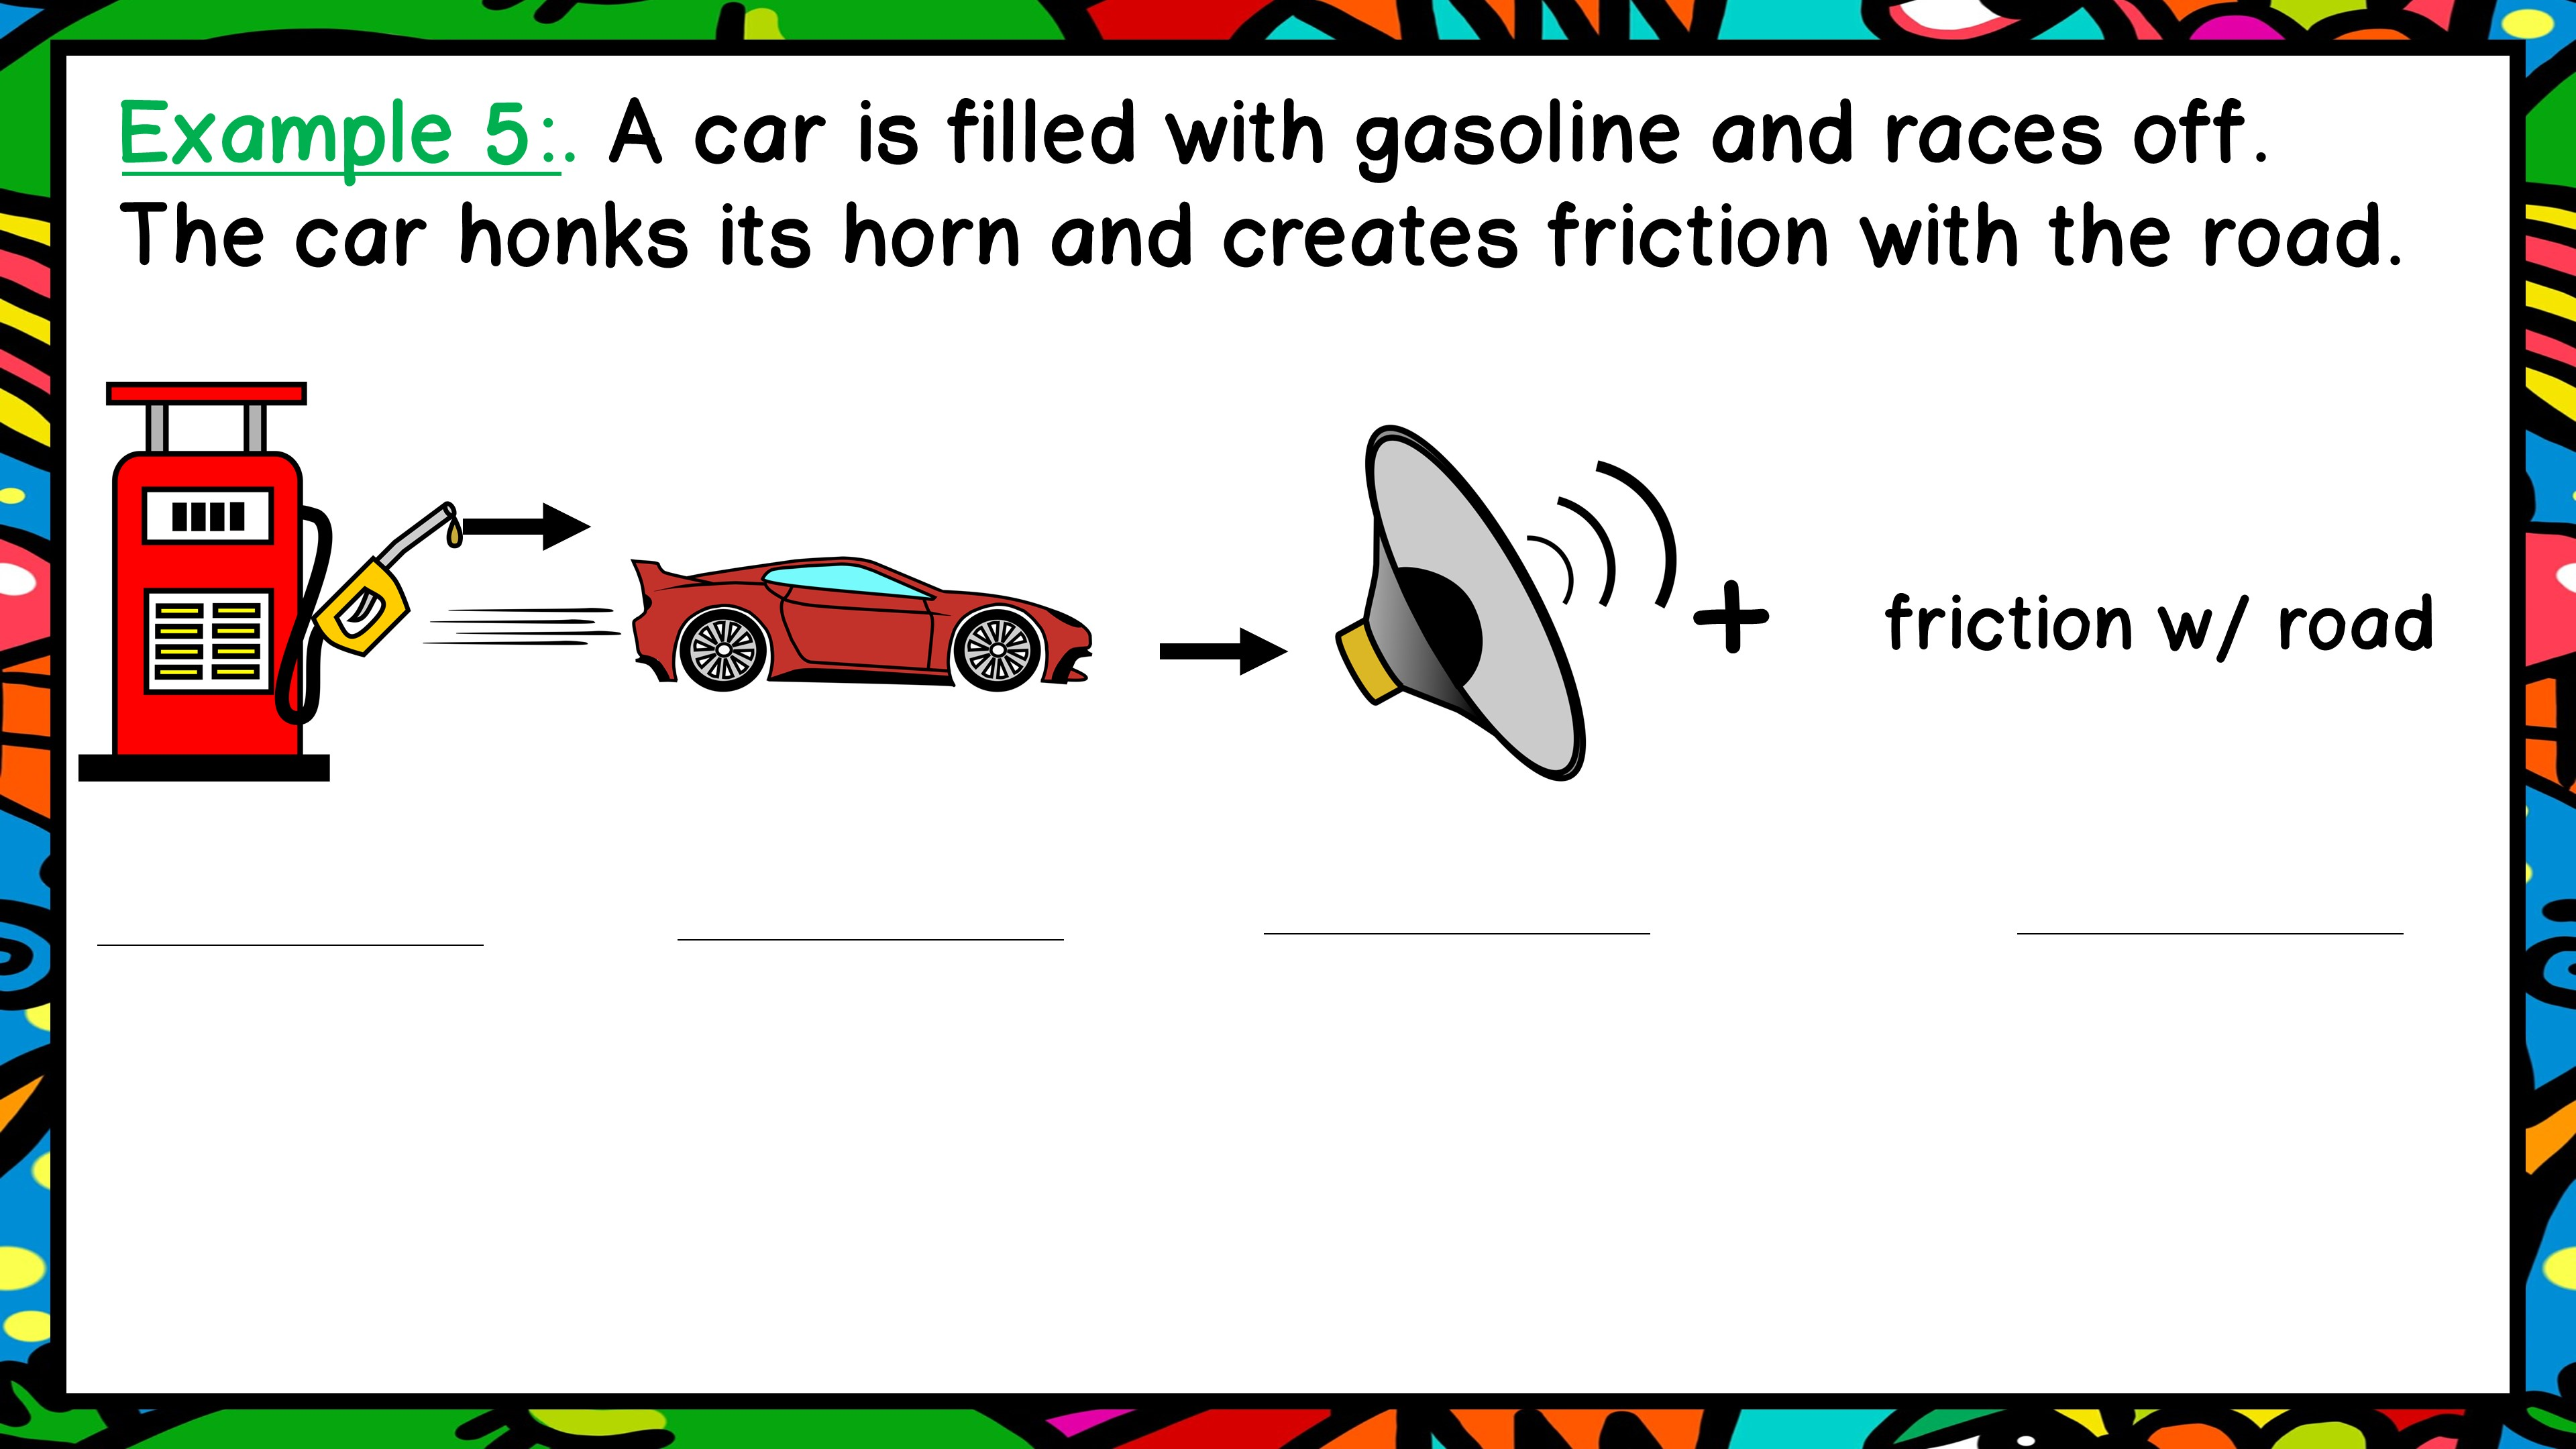 Example 5:. A car is filled with gasoline and races off.
The car honks its horn and creates friction with the road.
+
friction w/ road